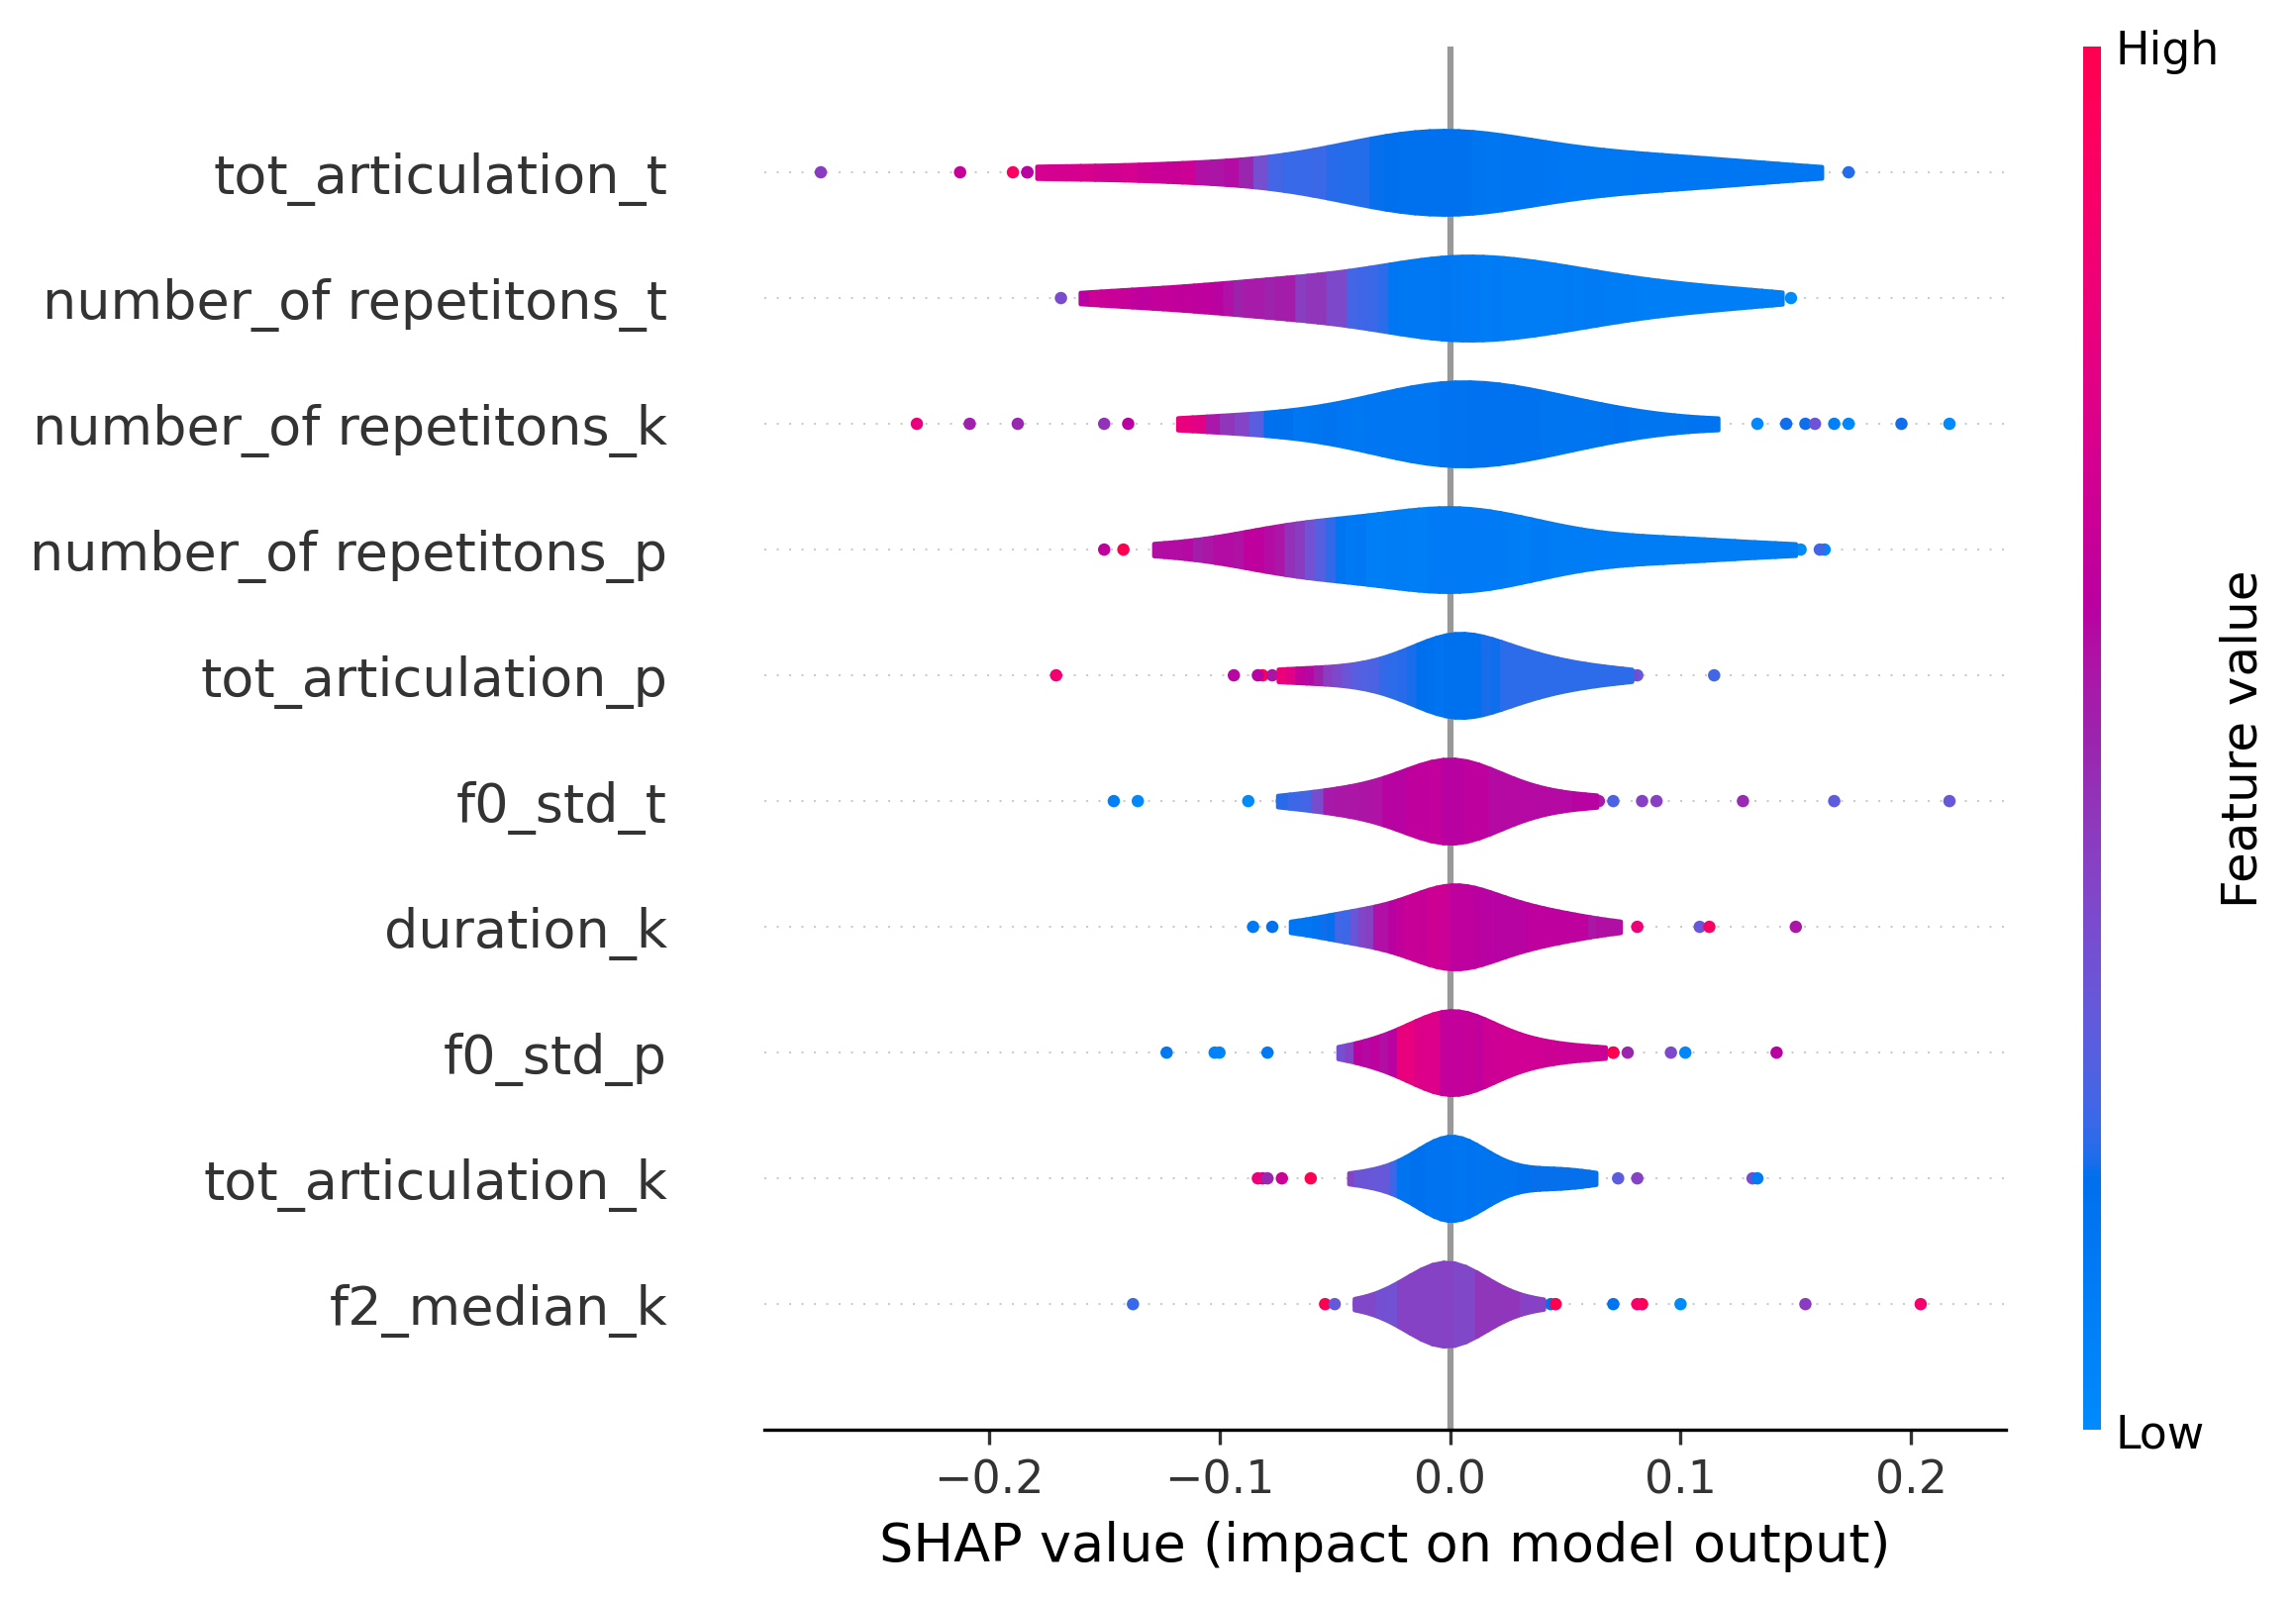 High
tot_articulation_t
number_of repetitons_t
number_of repetitons_k
number_of repetitons_p
tot_articulation_p
f0_std_t
duration_k
f0_std_p
tot_articulation_k
f2_median_k
Feature value
Low
−0.2 −0.1 0.0 0.1 0.2
SHAP value (impact on model output)